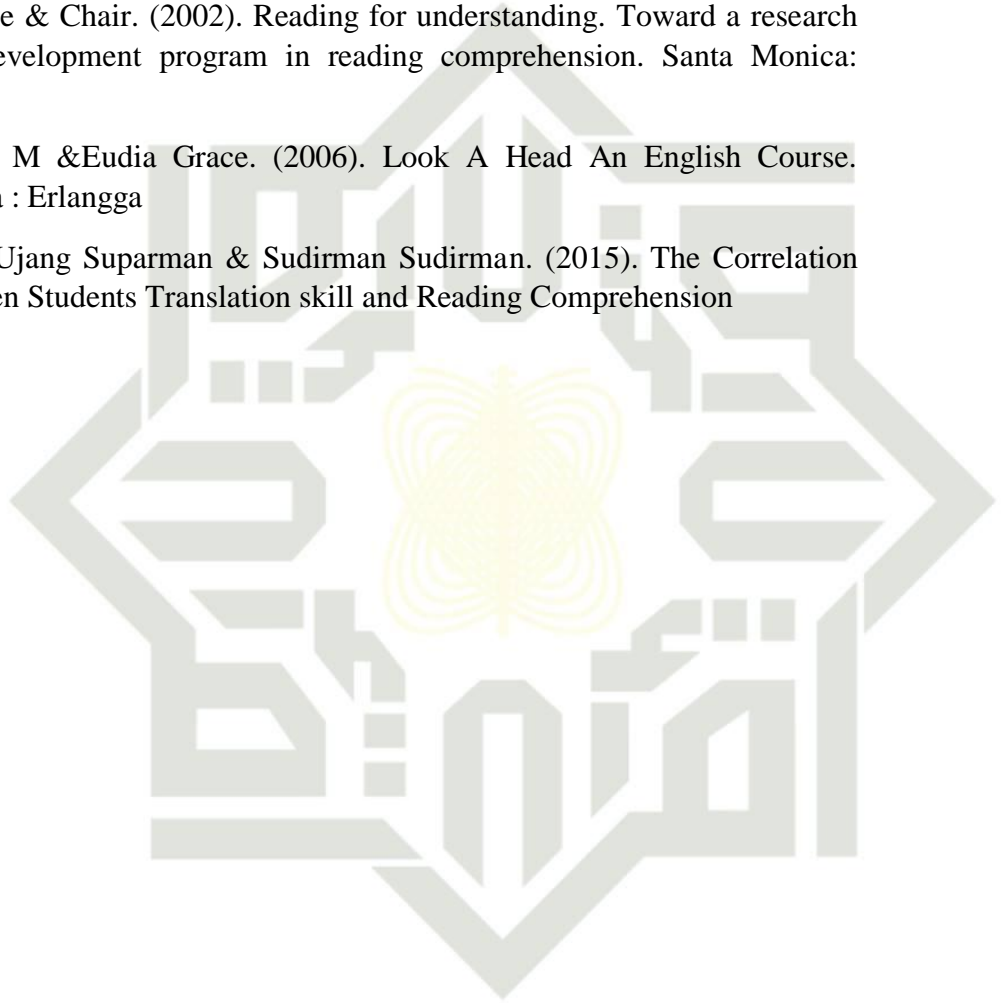 e & Chair. (2002). Reading for understanding. Toward a research
evelopment program in reading comprehension. Santa Monica:
M &Eudia Grace. (2006). Look A Head An English Course.
: Erlangga
Ujang Suparman & Sudirman Sudirman. (2015). The Correlation
en Students Translation skill and Reading Comprehension